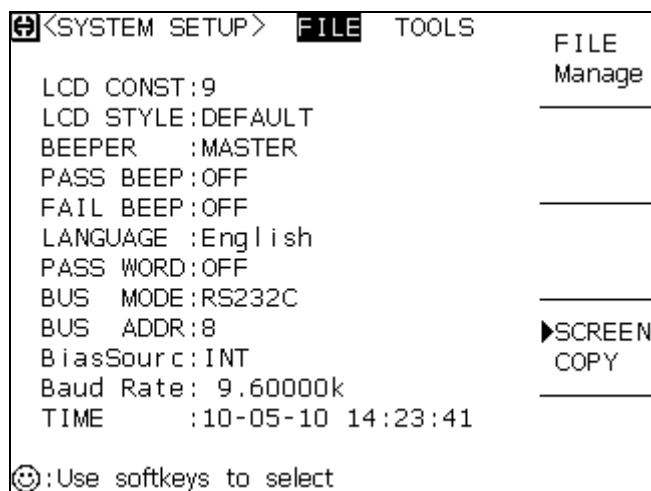 <SYSTEM SETUP> FILE TOOLS
LCD CONST:9
LCD STYLE:DEFAULT
BEEPER :MASTER
PASS BEEP:OFF
FAIL BEEP:OFF
LANGUAGE :English
PASS WORD:OFF
BUS MODE:RS232C
BUS ADDR:8
BiasSourc:INT
Baud Rate: 9.60000k
TIME :10-05-10 14:23:41
:Use softkeys to select
FILE
Manage
SCREEN
COPY